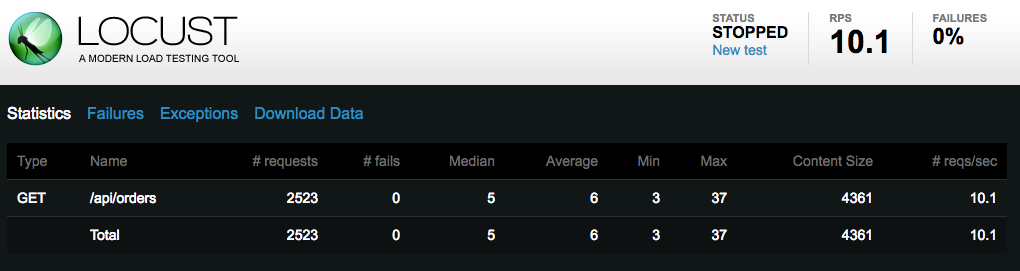 LOCUST
A MODERN LOAD TESTING TOOL
STATUS
STOPPED
New test
RPS
10.1
FAILURES
0%
Statistics Failures Exceptions Download Data
Type Name # requests # fails Median Average Min Max Content Size # reqs/sec
GET /api/orders 2523 0 5 6 3 37 4361 10.1
Total 2523 0 5 6 3 37 4361 10.1